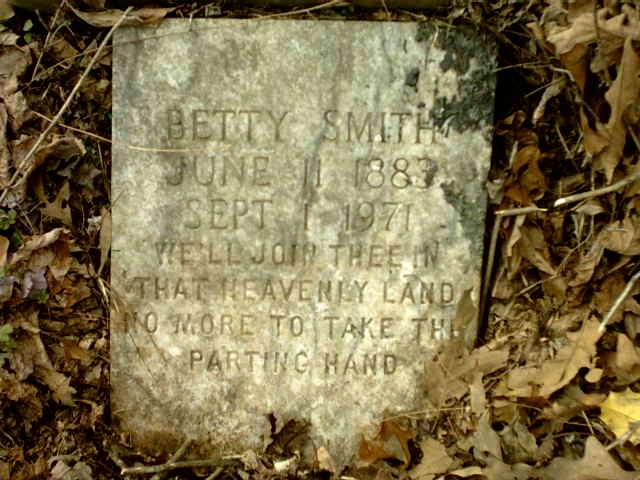 BETTY SMITH
JUNE 11 1883
SEPT 1 1971
WE'LL JOIN THEE IN
THAT HEAVENLY LAND
NO MORE TO TAKE THE
PARTING HAND